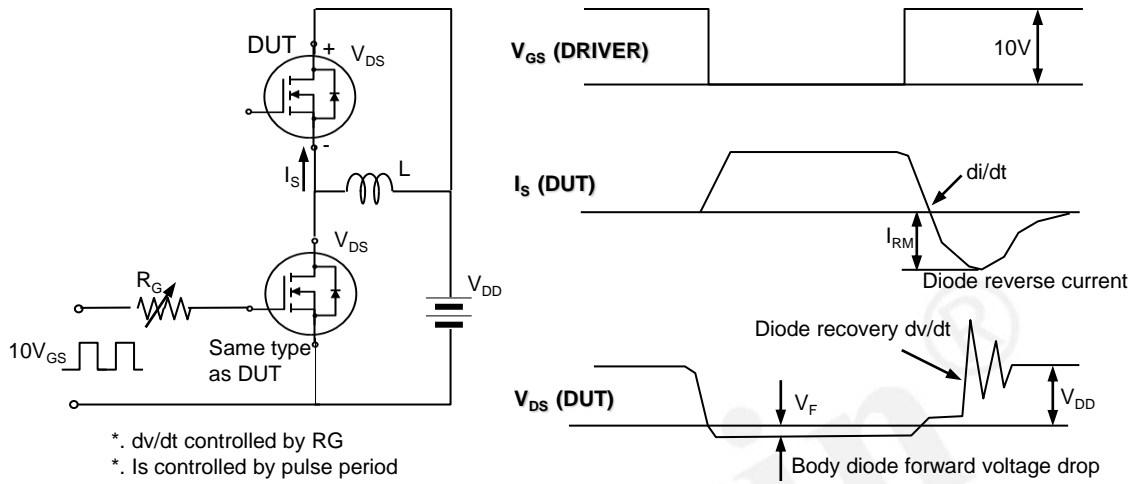 DUT
+
V_DS
-
I_S
L
V_DS
R_G
V_DD
10V_GS
Same type
as DUT
*. dv/dt controlled by RG
*. Is controlled by pulse period
V_GS (DRIVER)
10V
I_S (DUT)
di/dt
I_RM
Diode reverse current
Diode recovery dv/dt
V_DS (DUT)
V_F
V_DD
Body diode forward voltage drop
in
®